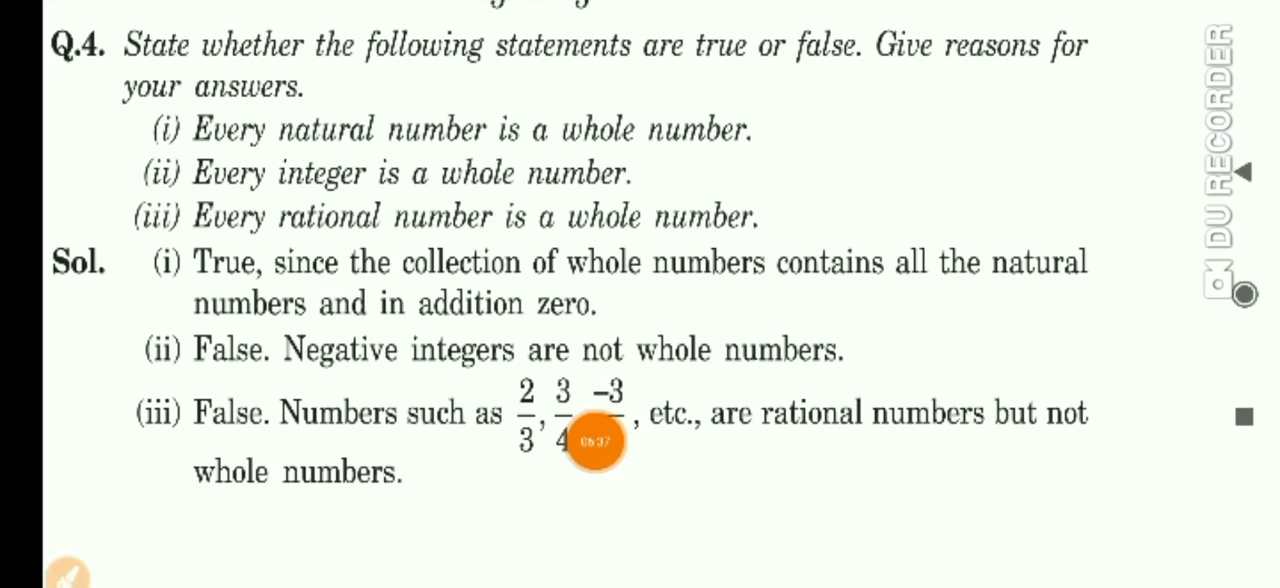 Q.4. State whether the following statements are true or false. Give reasons for
your answers.
(i) Every natural number is a whole number.
(ii) Every integer is a whole number.
(iii) Every rational number is a whole number.
Sol. (i) True, since the collection of whole numbers contains all the natural
numbers and in addition zero.
(ii) False. Negative integers are not whole numbers.
(iii) False. Numbers such as 2/3, 3/4 –3 , etc., are rational numbers but not
whole numbers.
06:37
DU RECORDER